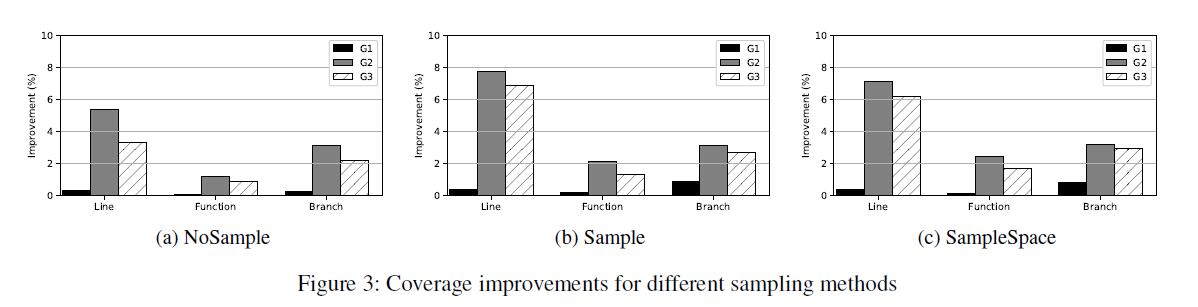 10
8
6
4
2
0
Improvement (%)
G1
G2
G3
Line Function Branch
(a) NoSample
10
8
6
4
2
0
Improvement (%)
G1
G2
G3
Line Function Branch
(b) Sample
10
8
6
4
2
0
Improvement (%)
G1
G2
G3
Line Function Branch
(c) SampleSpace
Figure 3: Coverage improvements for different sampling methods